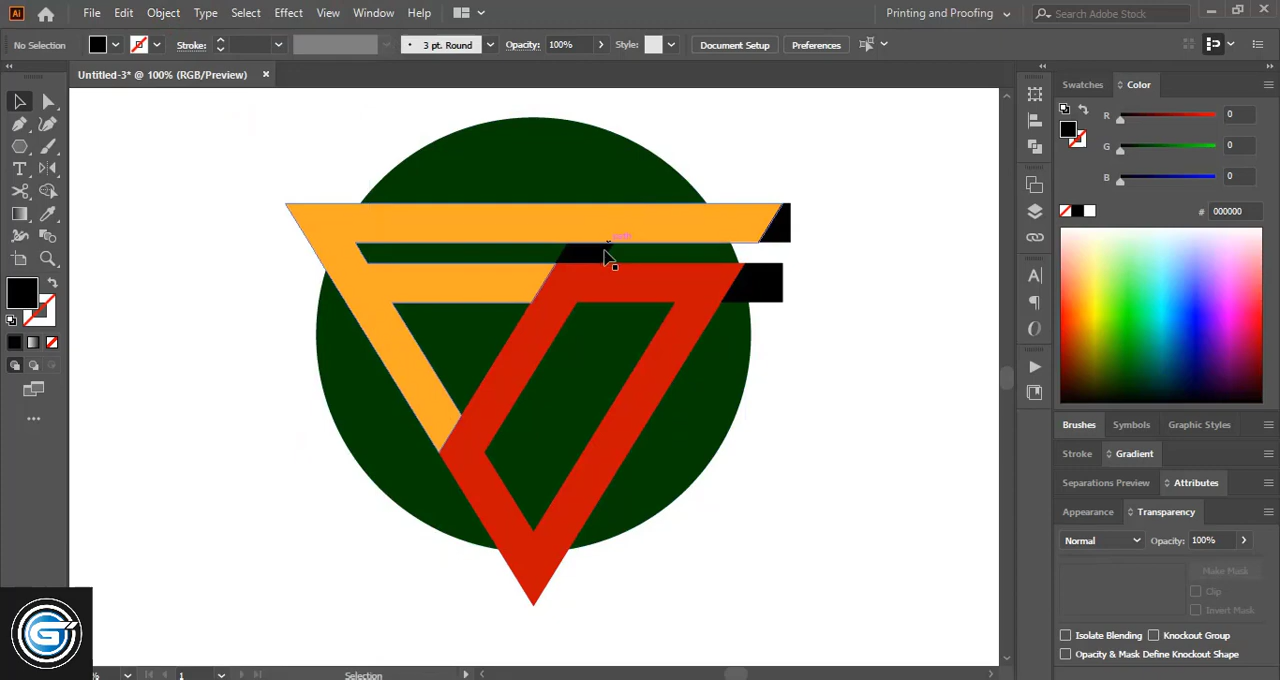 Ai File Edit Object Type Select Effect View Window Help Printing and Proofing Search Adobe Stock
No Selection Stroke: 3 pt. Round Opacity: 100% Style: Document Setup Preferences
Untitled-3* @ 100% (RGB/Preview) ×
Swatches Color
R 0
G 0
B 0
# 000000
Brushes Symbols Graphic Styles
Stroke Gradient
Separations Preview Attributes
Appearance Transparency
Normal Opacity: 100%
Make Mask
Clip
Invert Mask
Isolate Blending Knockout Group
Opacity & Mask Define Knockout Shape
1 Selection